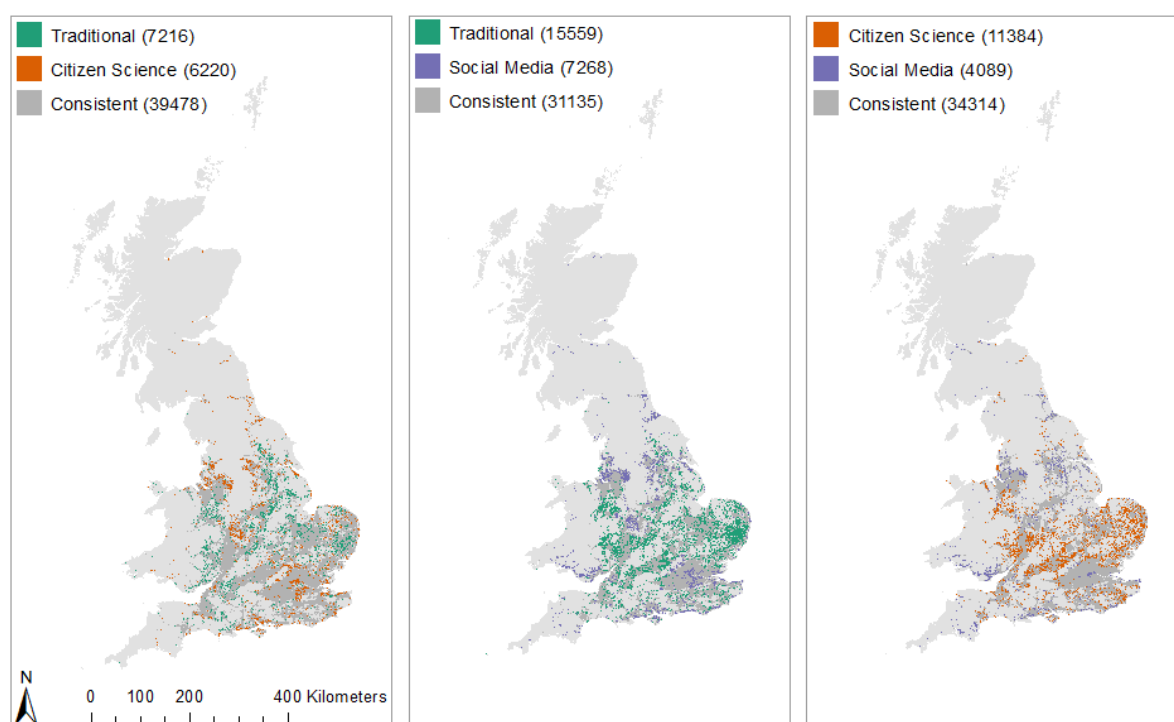 Traditional (7216)
Citizen Science (6220)
Consistent (39478)
N
0 100 200 400 Kilometers
Traditional (15559)
Social Media (7268)
Consistent (31135)
Citizen Science (11384)
Social Media (4089)
Consistent (34314)